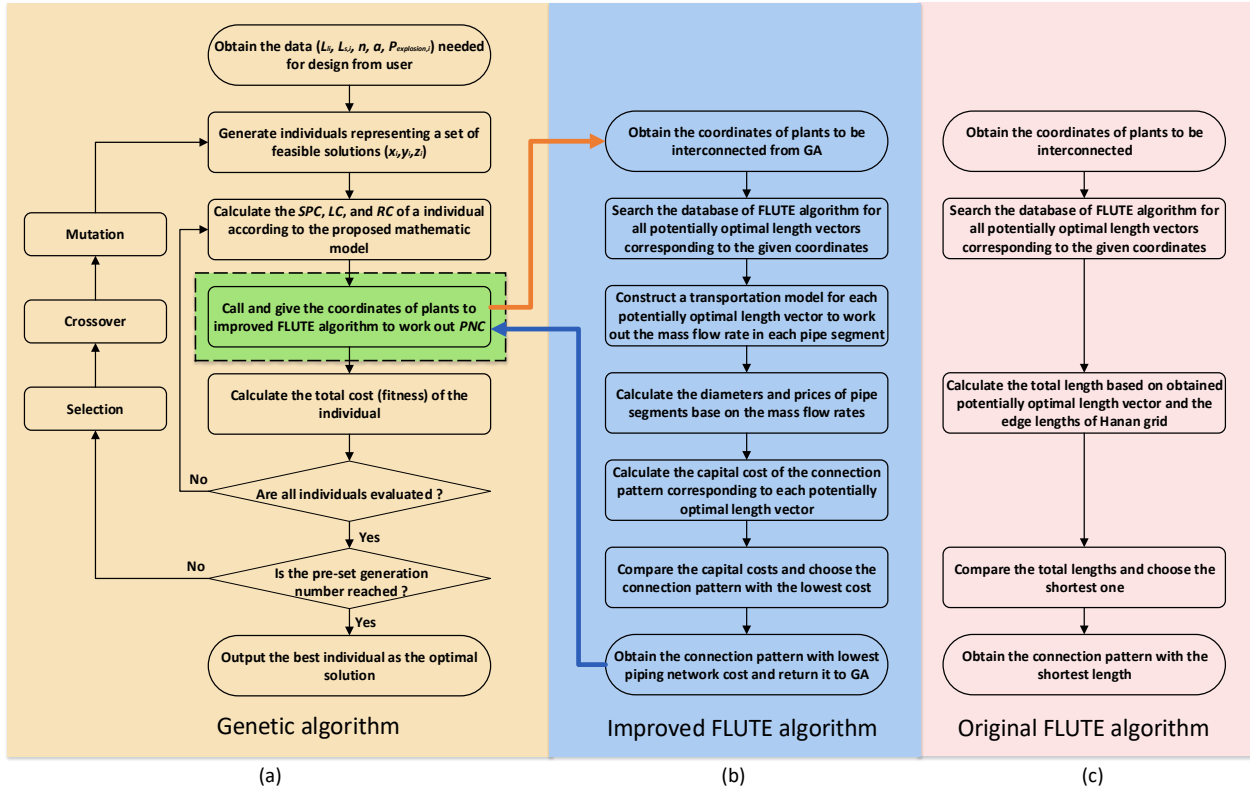 Obtain the data (Lli, Ls,i, n, α, Pexplosion,i) needed
for design from user
Generate individuals representing a set of
feasible solutions (xi,yi,zi)
Calculate the SPC, LC, and RC of a individual
according to the proposed mathematic
model
Call and give the coordinates of plants to
improved FLUTE algorithm to work out PNC
Calculate the total cost (fitness) of the
individual
Are all individuals evaluated ?
No
Yes
Is the pre-set generation
number reached ?
No
Yes
Output the best individual as the optimal
solution
Mutation
Crossover
Selection
Genetic algorithm
(a)
Obtain the coordinates of plants to be
interconnected from GA
Search the database of FLUTE algorithm for
all potentially optimal length vectors
corresponding to the given coordinates
Construct a transportation model for each
potentially optimal length vector to work
out the mass flow rate in each pipe segment
Calculate the diameters and prices of pipe
segments base on the mass flow rates
Calculate the capital cost of the connection
pattern corresponding to each potentially
optimal length vector
Compare the capital costs and choose the
connection pattern with the lowest cost
Obtain the connection pattern with lowest
piping network cost and return it to GA
Improved FLUTE algorithm
(b)
Obtain the coordinates of plants to be
interconnected
Search the database of FLUTE algorithm for
all potentially optimal length vectors
corresponding to the given coordinates
Calculate the total length based on obtained
potentially optimal length vector and the
edge lengths of Hanan grid
Compare the total lengths and choose the
shortest one
Obtain the connection pattern with the
shortest length
Original FLUTE algorithm
(c)